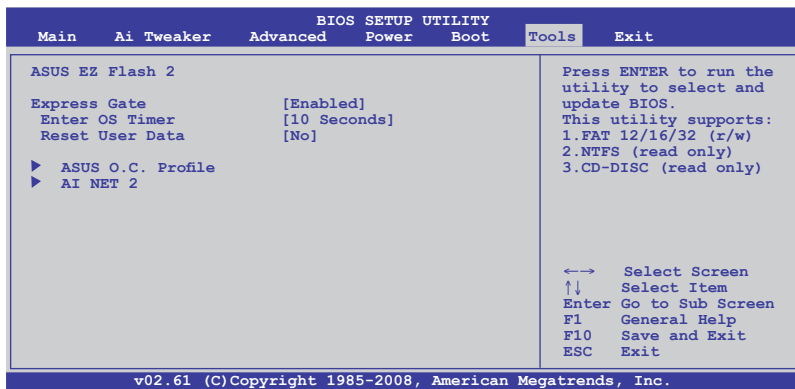 BIOS SETUP UTILITY
Main Ai Tweaker Advanced Power Boot Tools Exit
ASUS EZ Flash 2
Express Gate [Enabled]
Enter OS Timer [10 Seconds]
Reset User Data [No]
ASUS O.C. Profile
AI NET 2
Press ENTER to run the
utility to select and
update BIOS.
This utility supports:
1.FAT 12/16/32 (r/w)
2.NTFS (read only)
3.CD-DISC (read only)
←→ Select Screen
↑↓ Select Item
Enter Go to Sub Screen
F1 General Help
F10 Save and Exit
ESC Exit
v02.61 (C)Copyright 1985-2008, American Megatrends, Inc.